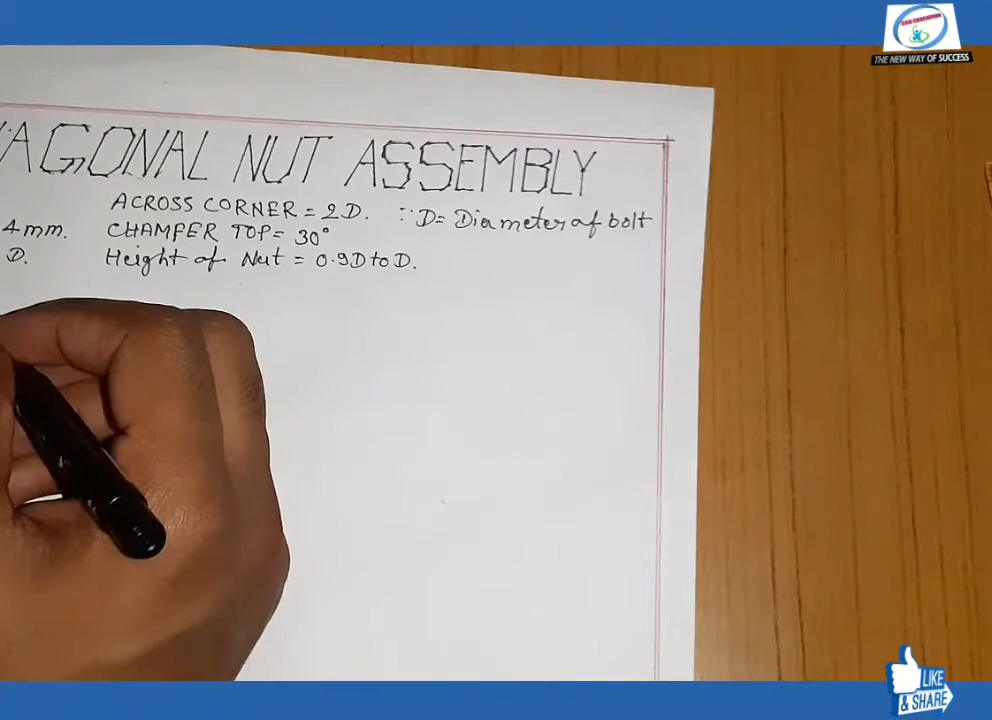 AGONAL NUT ASSEMBLY
ACROSS CORNER = 2D. ∵ D = Diameter of bolt
4mm. CHAMFER TOP = 30°
D. Height of Nut = 0.9D to D.
THE NEW WAY OF SUCCESS
LIKE
& SHARE